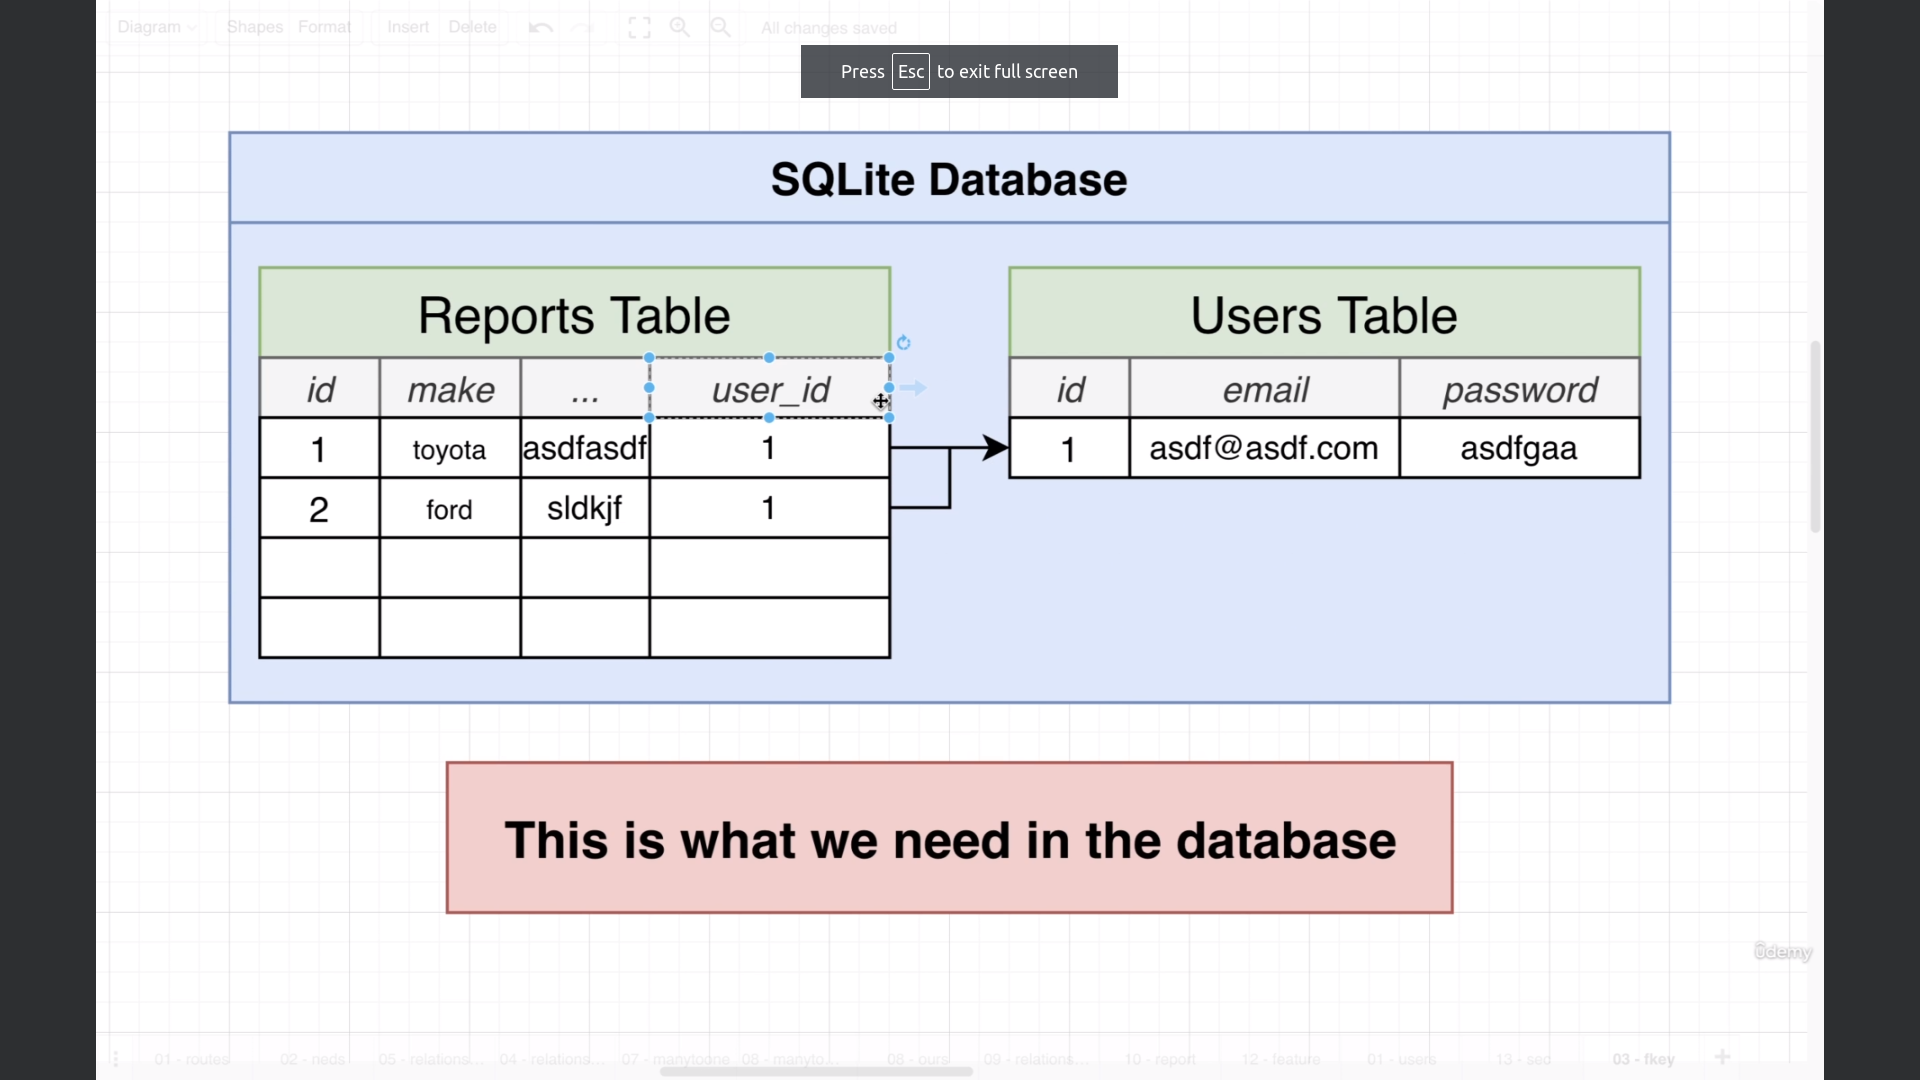 Diagram Shapes Format Insert Delete All changes saved
Press Esc to exit full screen
SQLite Database
Reports Table
id make ... user_id
1 toyota asdfasdf 1
2 ford sldkjf 1
Users Table
id email password
1 asdf@asdf.com asdfgaa
This is what we need in the database
ûdemy
01 - routes 02 - neds 05 - relations... 04 - relations... 07 - manytoone 08 - manyto... 08 - ours 09 - relations... 10 - report 12 - feature 01 - users 13 - seq 03 - fkey